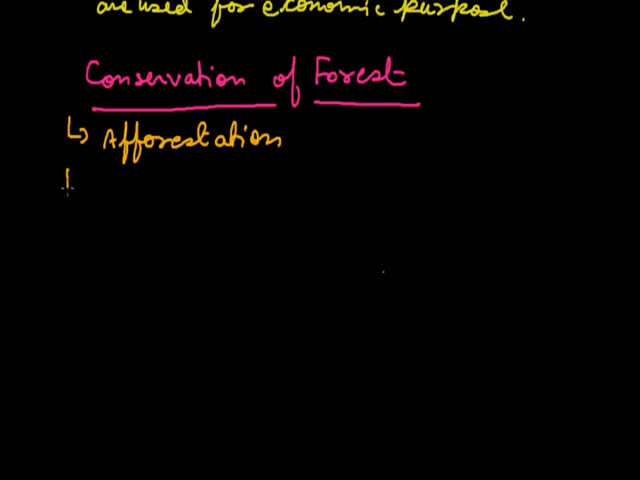 are used for economic purpose.
Conservation of Forest
↳ Afforestation